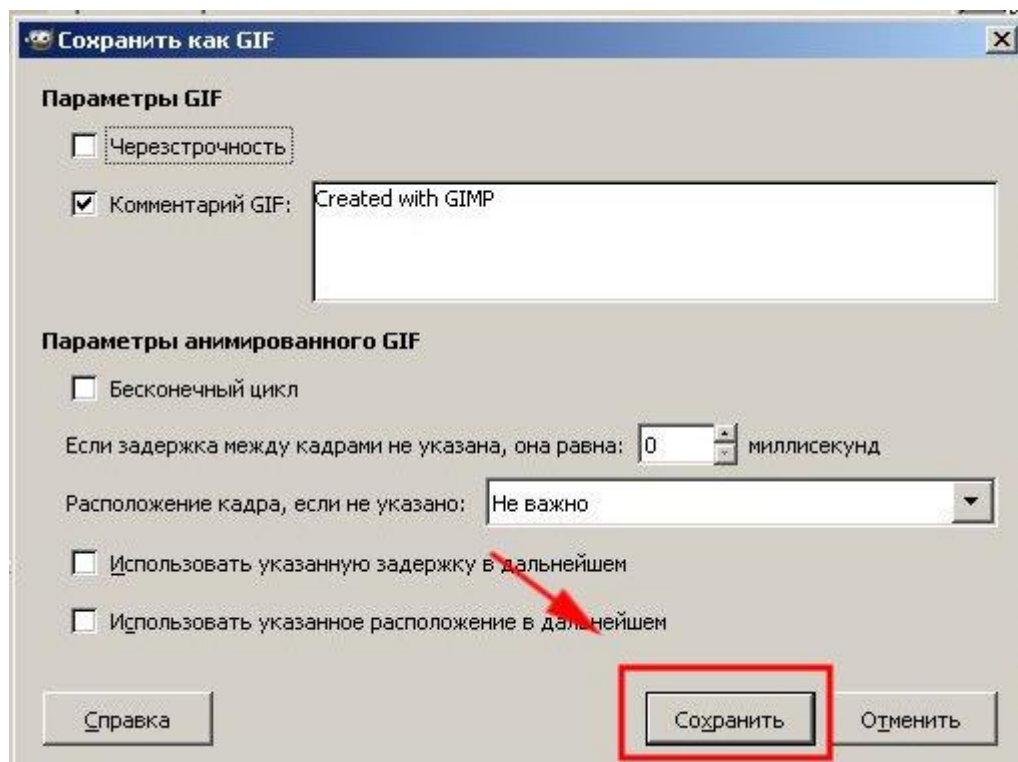 Сохранить как GIF
Параметры GIF
Черезстрочность
Комментарий GIF: Created with GIMP
Параметры анимированного GIF
Бесконечный цикл
Если задержка между кадрами не указана, она равна: 0 миллисекунд
Расположение кадра, если не указано: Не важно
Использовать указанную задержку в дальнейшем
Использовать указанное расположение в дальнейшем
Справка Сохранить Отменить